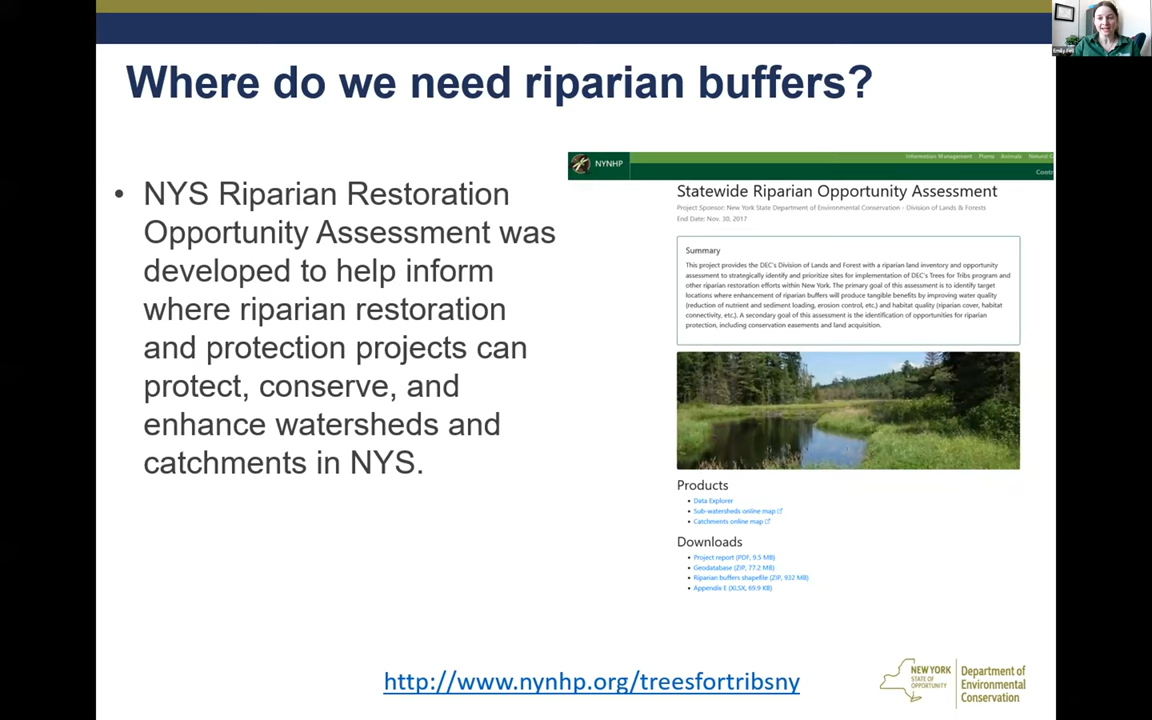 Where do we need riparian buffers?
• NYS Riparian Restoration
Opportunity Assessment was
developed to help inform
where riparian restoration
and protection projects can
protect, conserve, and
enhance watersheds and
catchments in NYS.
NYNHP
Information Management Plants Animals Natural C
Contr
Statewide Riparian Opportunity Assessment
Project Sponsor: New York State Department of Environmental Conservation - Division of Lands & Forests
End Date: Nov. 30, 2017
Summary
This project provides the DEC's Division of Lands and Forest with a riparian land inventory and opportunity
assessment to strategically identify and prioritize sites for implementation of DEC's Trees for Tribs program and
other riparian restoration efforts within New York. The primary goal of this assessment is to identify target
locations where enhancement of riparian buffers will produce tangible benefits by improving water quality
(reduction of nutrient and sediment loading, erosion control, etc.) and habitat quality (riparian cover, habitat
connectivity, etc.). A secondary goal of this assessment is the identification of opportunities for riparian
protection, including conservation easements and land acquisition.
Products
• Data Explorer
• Sub-watersheds online map
• Catchments online map
Downloads
• Project report (PDF, 9.5 MB)
• Geodatabase (ZIP, 77.2 MB)
• Riparian buffers shapefile (ZIP, 932 MB)
• Appendix E (XLSX, 69.9 KB)
http://www.nynhp.org/treesfortribsny
NEW YORK
STATE OF
OPPORTUNITY
Department of
Environmental
Conservation
Emily Fell